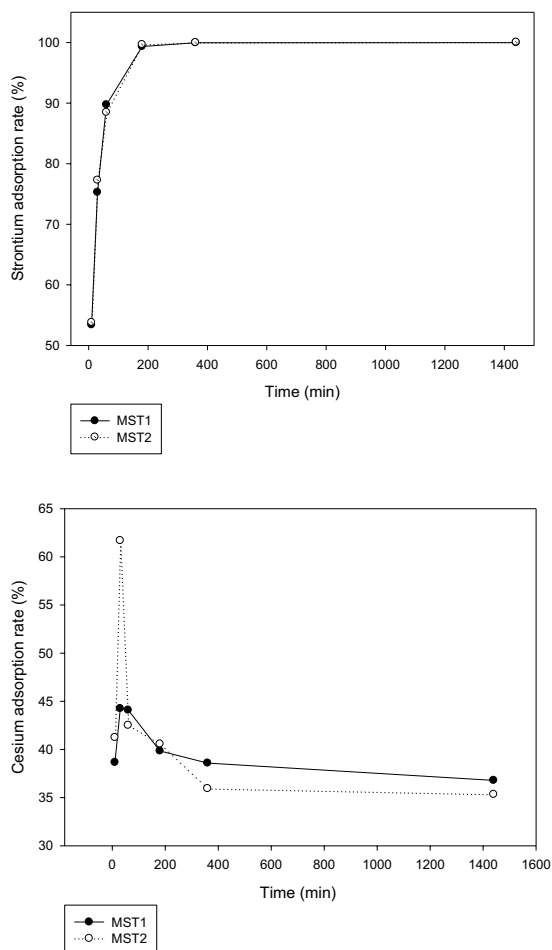 Strontium adsorption rate (%)
100
90
80
70
60
50
0 200 400 600 800 1000 1200 1400
Time (min)
MST1
MST2
Cesium adsorption rate (%)
65
60
55
50
45
40
35
30
0 200 400 600 800 1000 1200 1400 1600
Time (min)
MST1
MST2